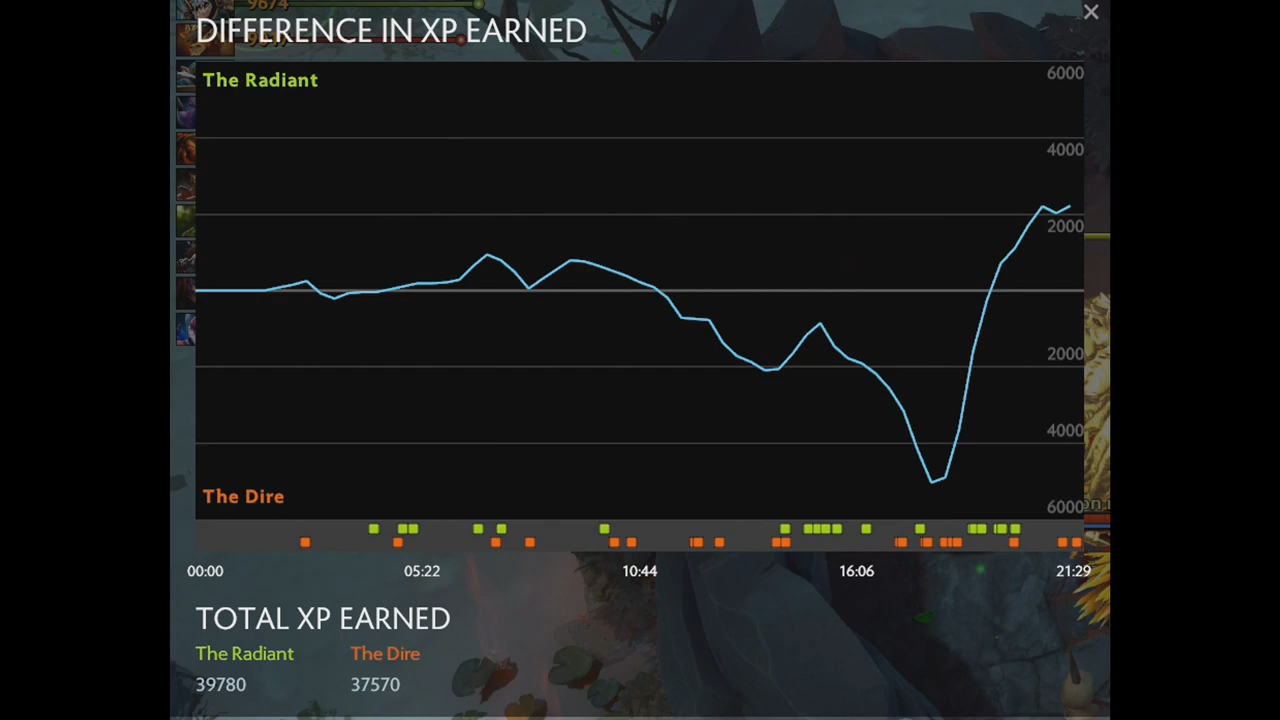 9674
DIFFERENCE IN XP EARNED
The Radiant
6000
4000
2000
2000
4000
The Dire
6000
00:00 05:22 10:44 16:06 21:29
TOTAL XP EARNED
The Radiant The Dire
39780 37570